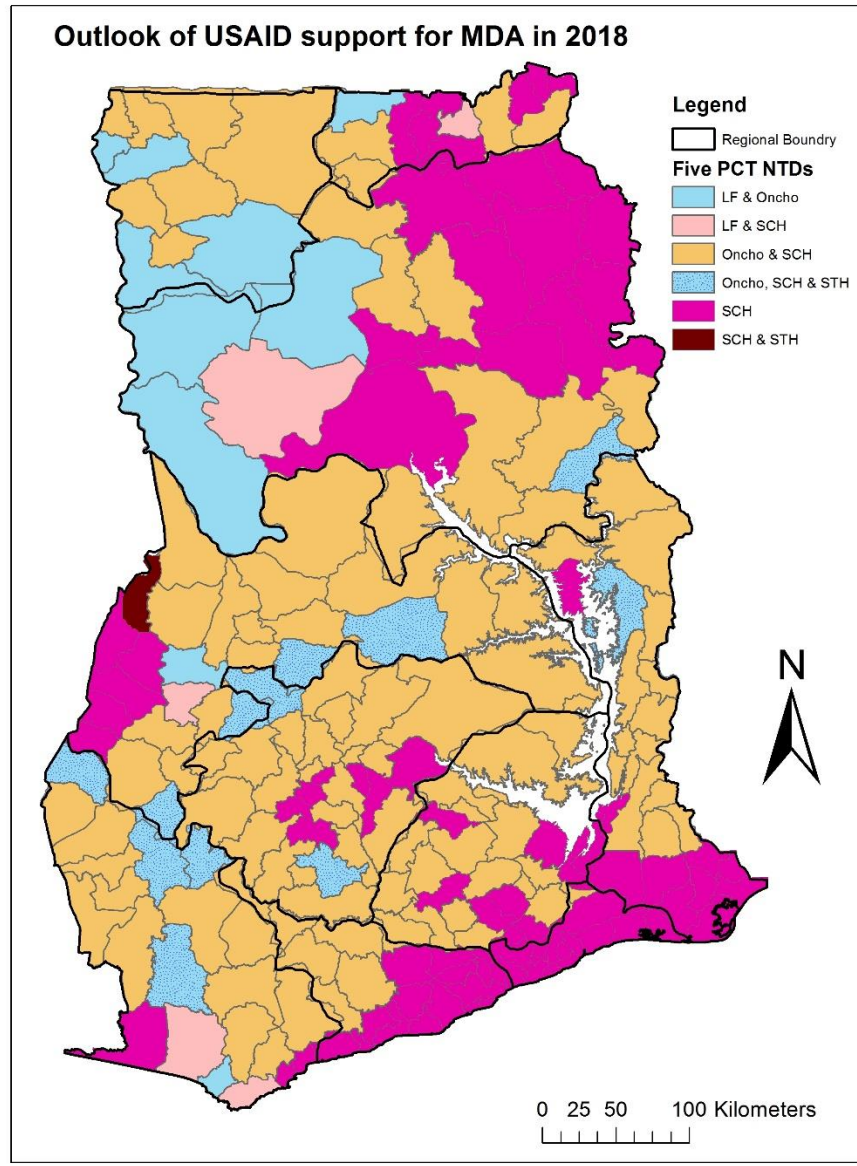 Outlook of USAID support for MDA in 2018
Legend
Regional Boundry
Five PCT NTDs
LF & Oncho
LF & SCH
Oncho & SCH
Oncho, SCH & STH
SCH
SCH & STH
N
0 25 50 100 Kilometers